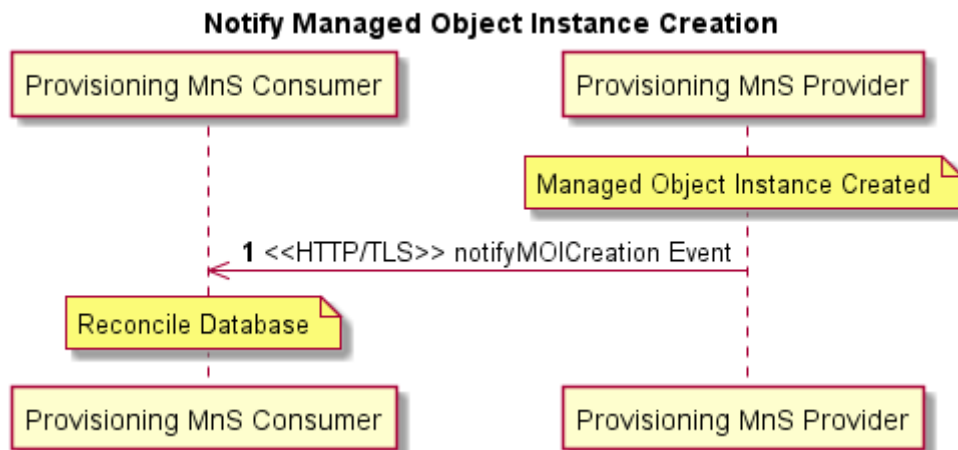 Notify Managed Object Instance Creation
Provisioning MnS Consumer
Provisioning MnS Provider
Managed Object Instance Created
1 <<HTTP/TLS>> notifyMOICreation Event
Reconcile Database
Provisioning MnS Consumer
Provisioning MnS Provider